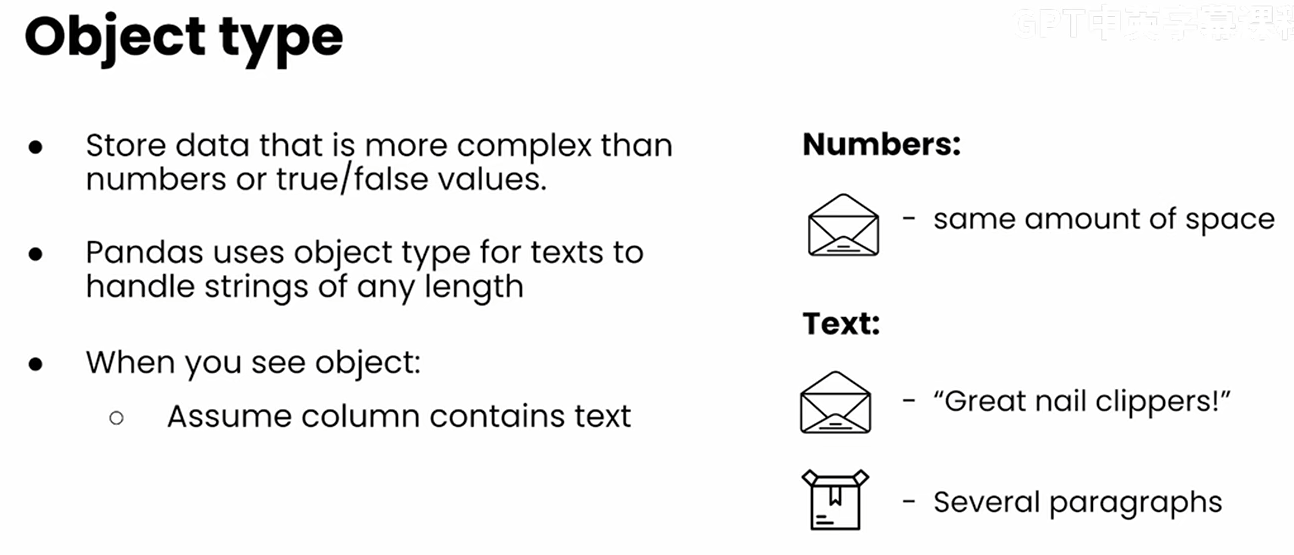 Object type
GPT中英字幕课程
● Store data that is more complex than
numbers or true/false values.
● Pandas uses object type for texts to
handle strings of any length
● When you see object:
○ Assume column contains text
Numbers:
- same amount of space
Text:
- “Great nail clippers!”
- Several paragraphs